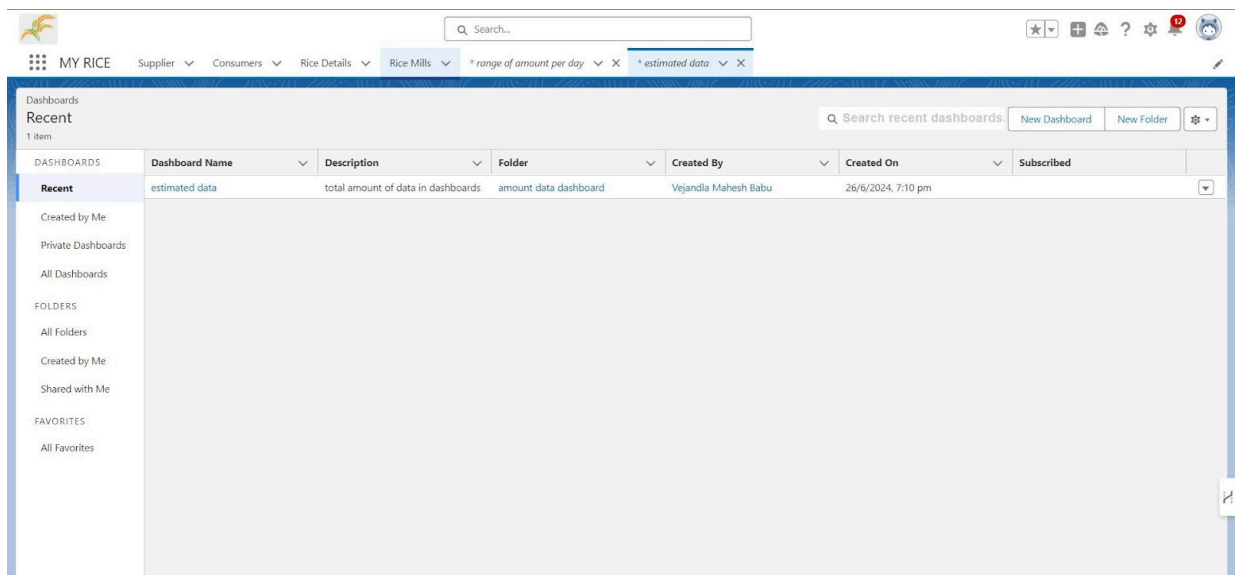 Search...
12
MY RICE Supplier Consumers Rice Details Rice Mills * range of amount per day * estimated data
Dashboards
Recent
1 item
Search recent dashboards. New Dashboard New Folder
DASHBOARDS Dashboard Name Description Folder Created By Created On Subscribed
Recent estimated data total amount of data in dashboards amount data dashboard Vejandla Mahesh Babu 26/6/2024, 7:10 pm
Created by Me
Private Dashboards
All Dashboards
FOLDERS
All Folders
Created by Me
Shared with Me
FAVORITES
All Favorites